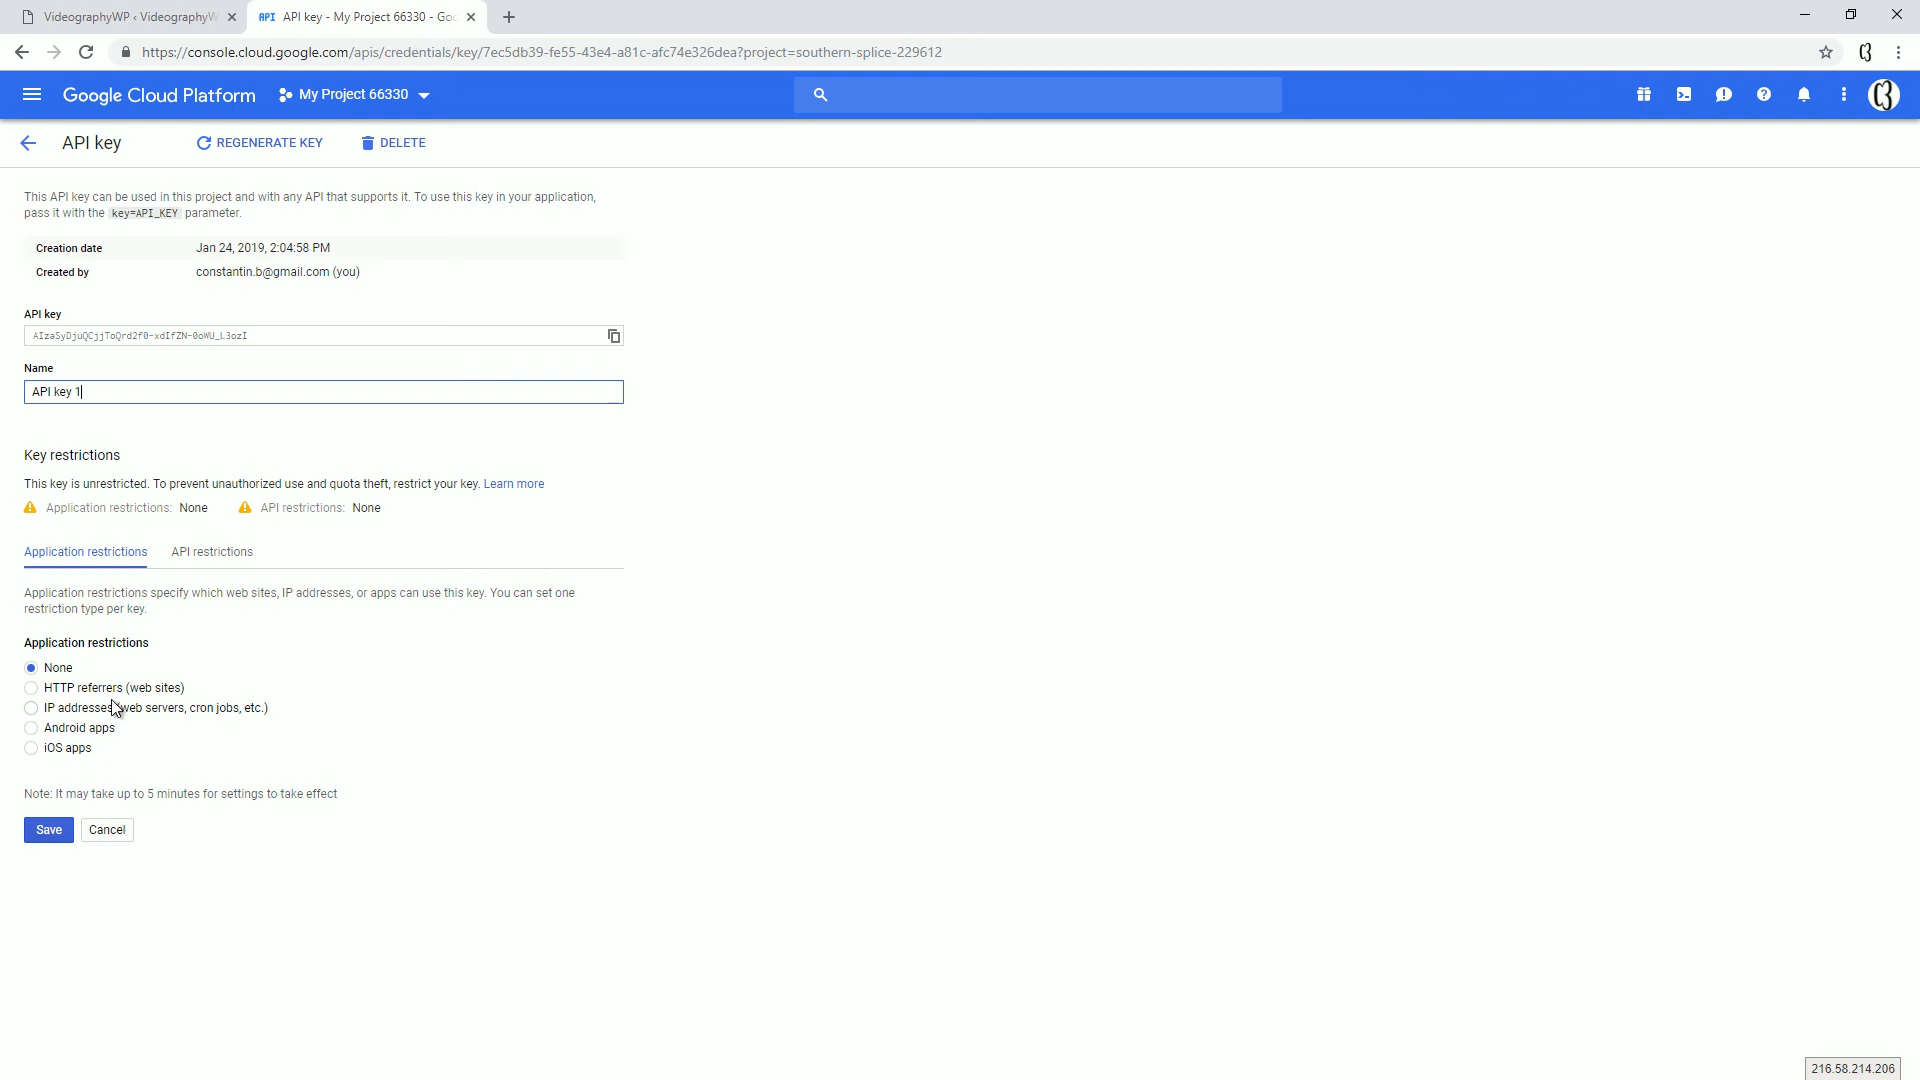 VideographyWP ‹ VideographyW
API API key - My Project 66330 - Goo
https://console.cloud.google.com/apis/credentials/key/7ec5db39-fe55-43e4-a81c-afc74e326dea?project=southern-splice-229612
Google Cloud Platform My Project 66330
API key REGENERATE KEY DELETE
This API key can be used in this project and with any API that supports it. To use this key in your application,
pass it with the key=API_KEY parameter.
Creation date Jan 24, 2019, 2:04:58 PM
Created by constantin.b@gmail.com (you)
API key
AIzaSyDjuQCjjToQrd2f0-xdIfZN-0oWU_L3ozI
Name
API key 1
Key restrictions
This key is unrestricted. To prevent unauthorized use and quota theft, restrict your key. Learn more
Application restrictions: None API restrictions: None
Application restrictions API restrictions
Application restrictions specify which web sites, IP addresses, or apps can use this key. You can set one
restriction type per key.
Application restrictions
None
HTTP referrers (web sites)
IP addresses (web servers, cron jobs, etc.)
Android apps
iOS apps
Note: It may take up to 5 minutes for settings to take effect
Save Cancel
216.58.214.206